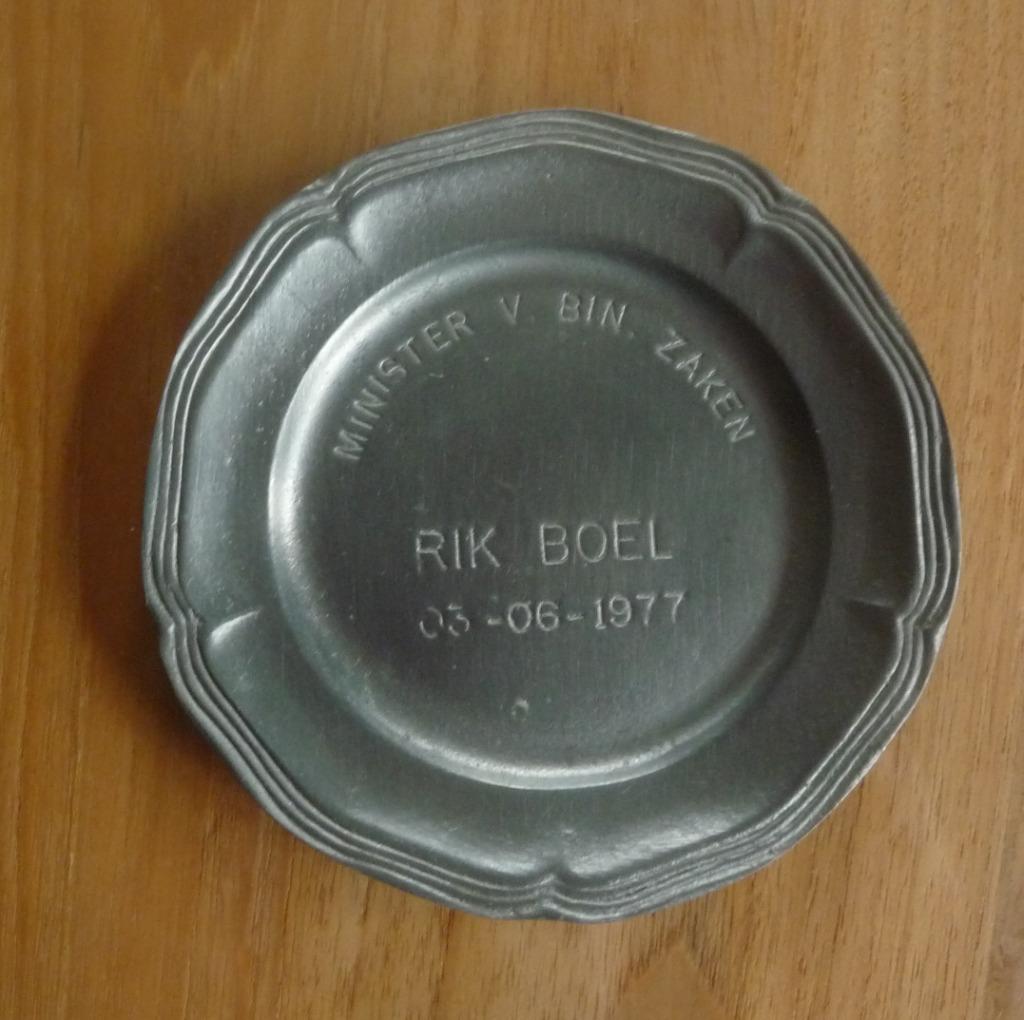 MINISTER V. BIN. ZAKEN
RIK BOEL
03-06-1977